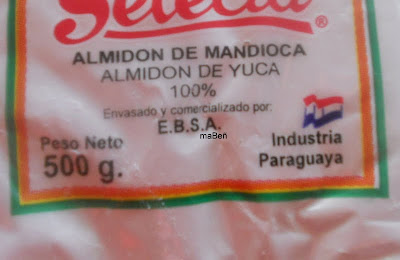 Selecta®
ALMIDON DE MANDIOCA
ALMIDON DE YUCA
100%
Envasado y comercializado por:
E.B.S.A.
maBen
Peso Neto
500 g.
Industria
Paraguaya